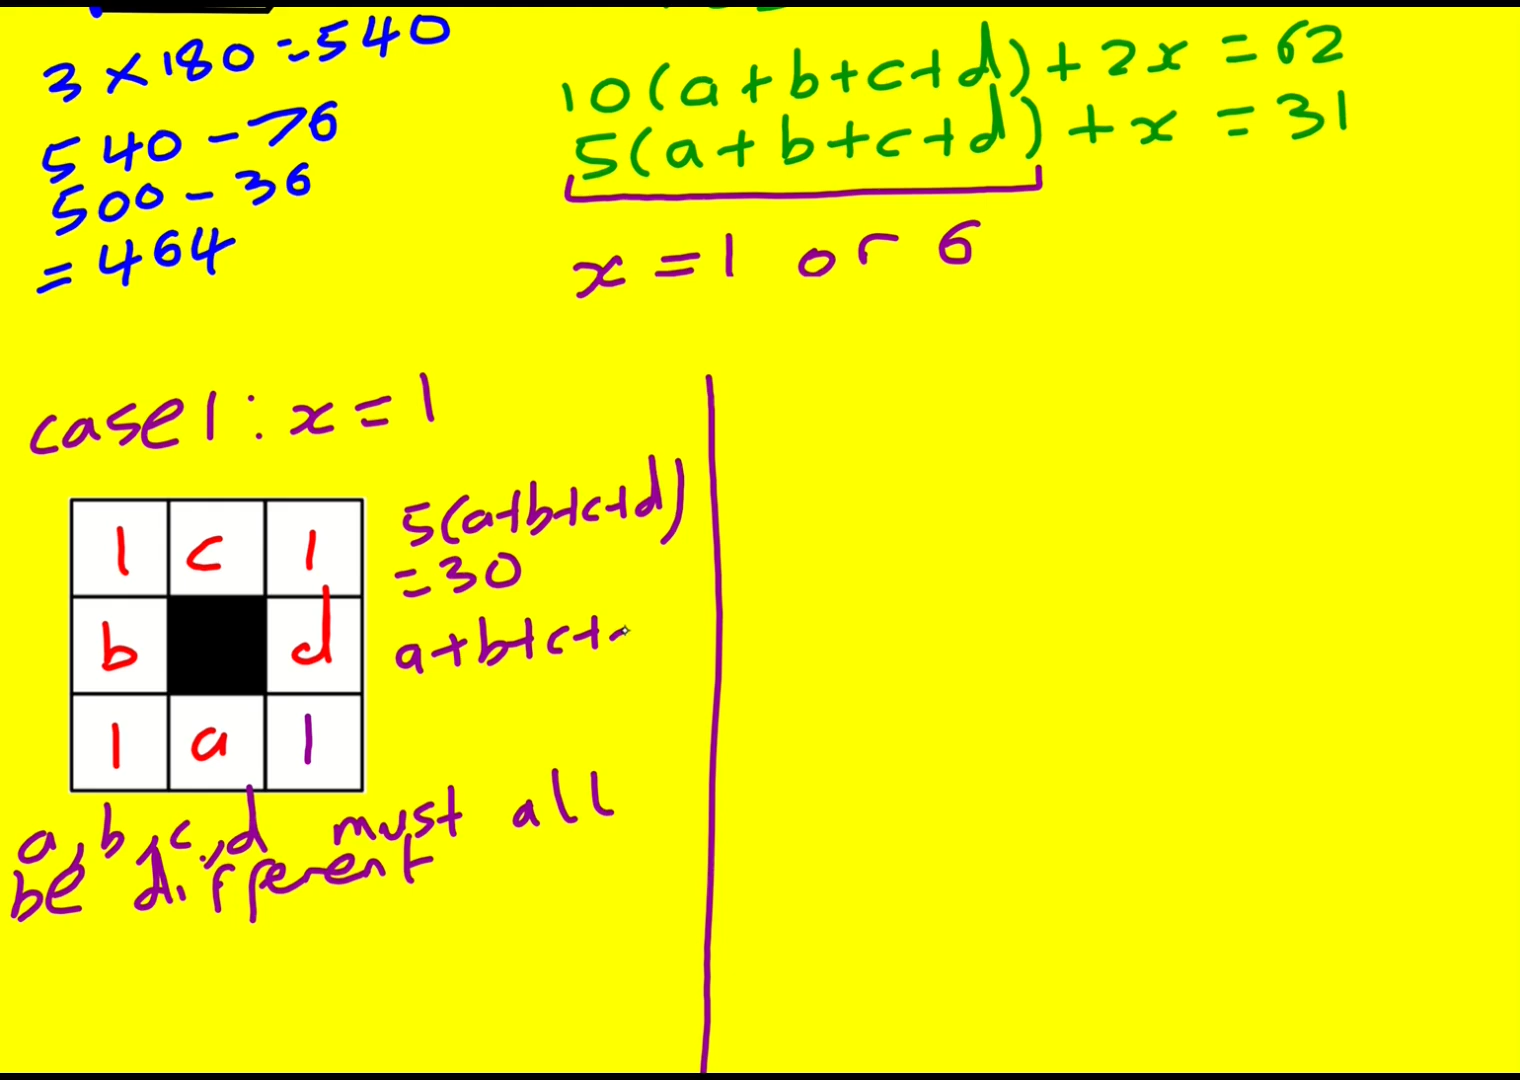 3 × 180 = 540
540 - 76
500 - 36
= 464
10(a+b+c+d) + 2x = 62
5(a+b+c+d) + x = 31
x = 1 or 6
case 1 : x = 1
1 c 1
b d
1 a 1
5(a+b+c+d)
= 30
a+b+c+
a, b, c, d must all
be different